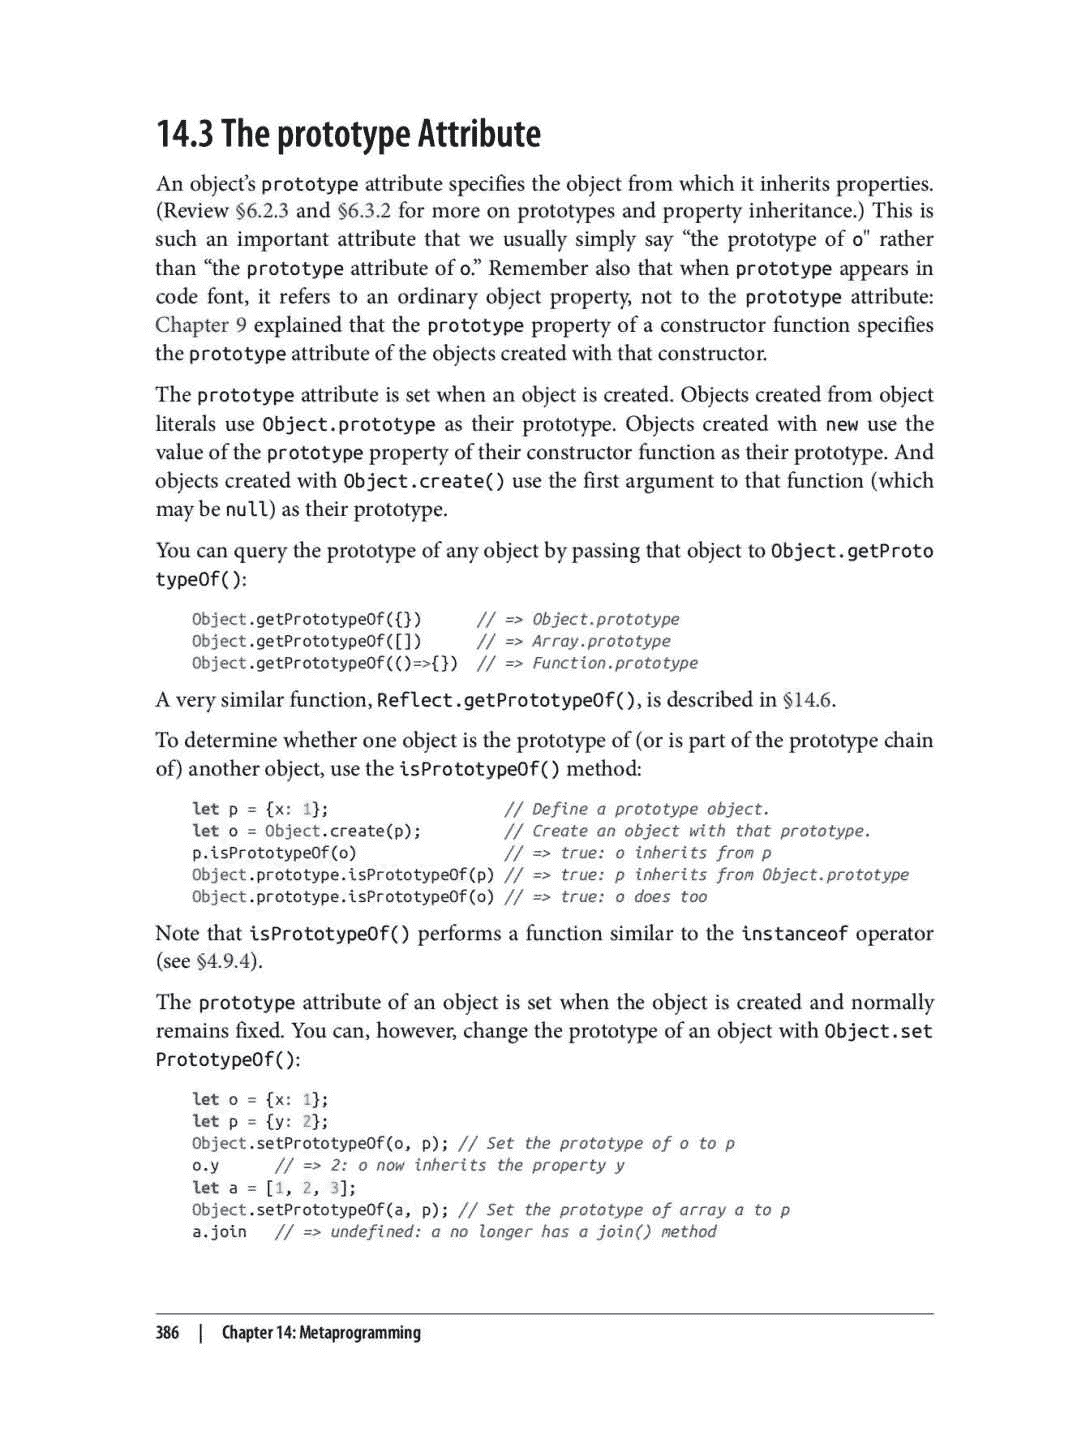 14.3 The prototype Attribute
An object’s prototype attribute specifies the object from which it inherits properties.
(Review §6.2.3 and §6.3.2 for more on prototypes and property inheritance.) This is
such an important attribute that we usually simply say “the prototype of o" rather
than “the prototype attribute of o.” Remember also that when prototype appears in
code font, it refers to an ordinary object property, not to the prototype attribute:
Chapter 9 explained that the prototype property of a constructor function specifies
the prototype attribute of the objects created with that constructor.
The prototype attribute is set when an object is created. Objects created from object
literals use Object.prototype as their prototype. Objects created with new use the
value of the prototype property of their constructor function as their prototype. And
objects created with Object.create() use the first argument to that function (which
may be null) as their prototype.
You can query the prototype of any object by passing that object to Object.getProto
typeOf():
Object.getPrototypeOf({})      // => Object.prototype
Object.getPrototypeOf([])      // => Array.prototype
Object.getPrototypeOf(()=>{})  // => Function.prototype
A very similar function, Reflect.getPrototypeOf(), is described in §14.6.
To determine whether one object is the prototype of (or is part of the prototype chain
of) another object, use the isPrototypeOf() method:
let p = {x: 1};                   // Define a prototype object.
let o = Object.create(p);         // Create an object with that prototype.
p.isPrototypeOf(o)                // => true: o inherits from p
Object.prototype.isPrototypeOf(p) // => true: p inherits from Object.prototype
Object.prototype.isPrototypeOf(o) // => true: o does too
Note that isPrototypeOf() performs a function similar to the instanceof operator
(see §4.9.4).
The prototype attribute of an object is set when the object is created and normally
remains fixed. You can, however, change the prototype of an object with Object.set
PrototypeOf():
let o = {x: 1};
let p = {y: 2};
Object.setPrototypeOf(o, p); // Set the prototype of o to p
o.y      // => 2: o now inherits the property y
let a = [1, 2, 3];
Object.setPrototypeOf(a, p); // Set the prototype of array a to p
a.join   // => undefined: a no longer has a join() method
386 | Chapter 14: Metaprogramming